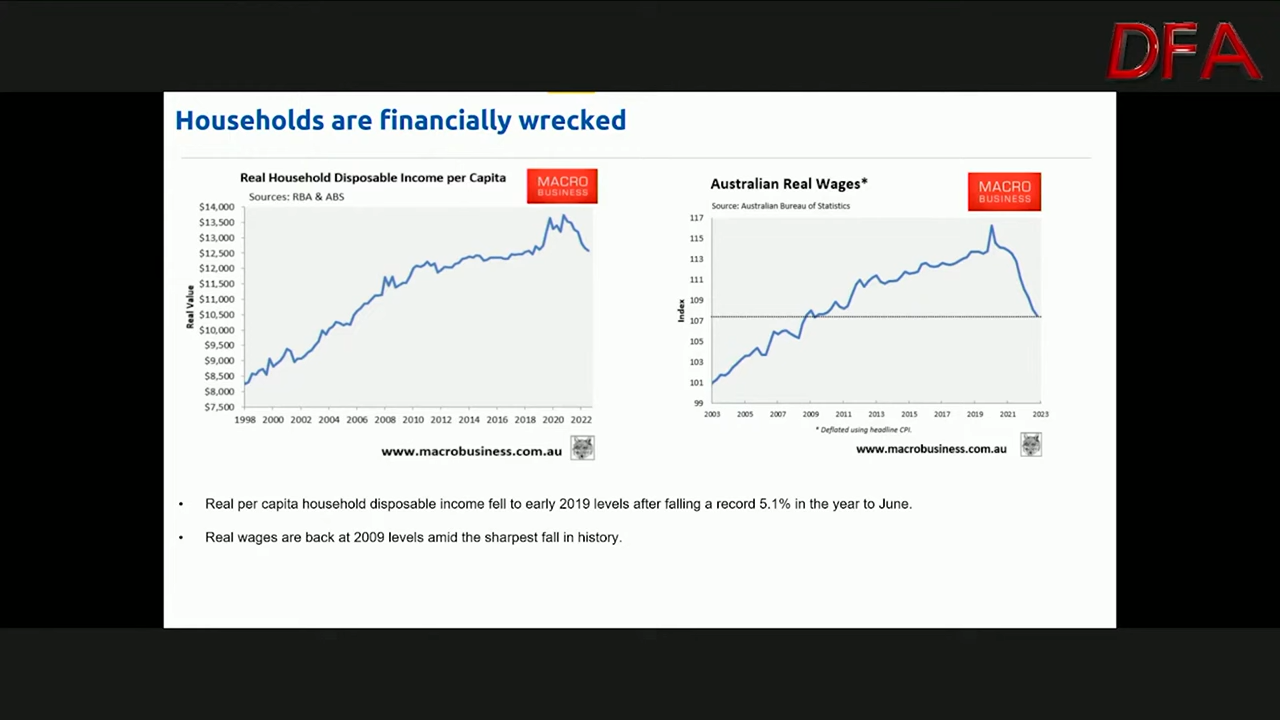 DFA
Households are financially wrecked
Real Household Disposable Income per Capita
Sources: RBA & ABS
MACRO
BUSINESS
$14,000
$13,500
$13,000
$12,500
$12,000
$11,500
$11,000
$10,500
$10,000
$9,500
$9,000
$8,500
$8,000
$7,500
Real Value
1998 2000 2002 2004 2006 2008 2010 2012 2014 2016 2018 2020 2022
www.macrobusiness.com.au
Australian Real Wages*
Source: Australian Bureau of Statistics
MACRO
BUSINESS
117
115
113
111
109
107
105
103
101
99
Index
2003 2005 2007 2009 2011 2013 2015 2017 2019 2021 2023
* Deflated using headline CPI.
www.macrobusiness.com.au
• Real per capita household disposable income fell to early 2019 levels after falling a record 5.1% in the year to June.
• Real wages are back at 2009 levels amid the sharpest fall in history.